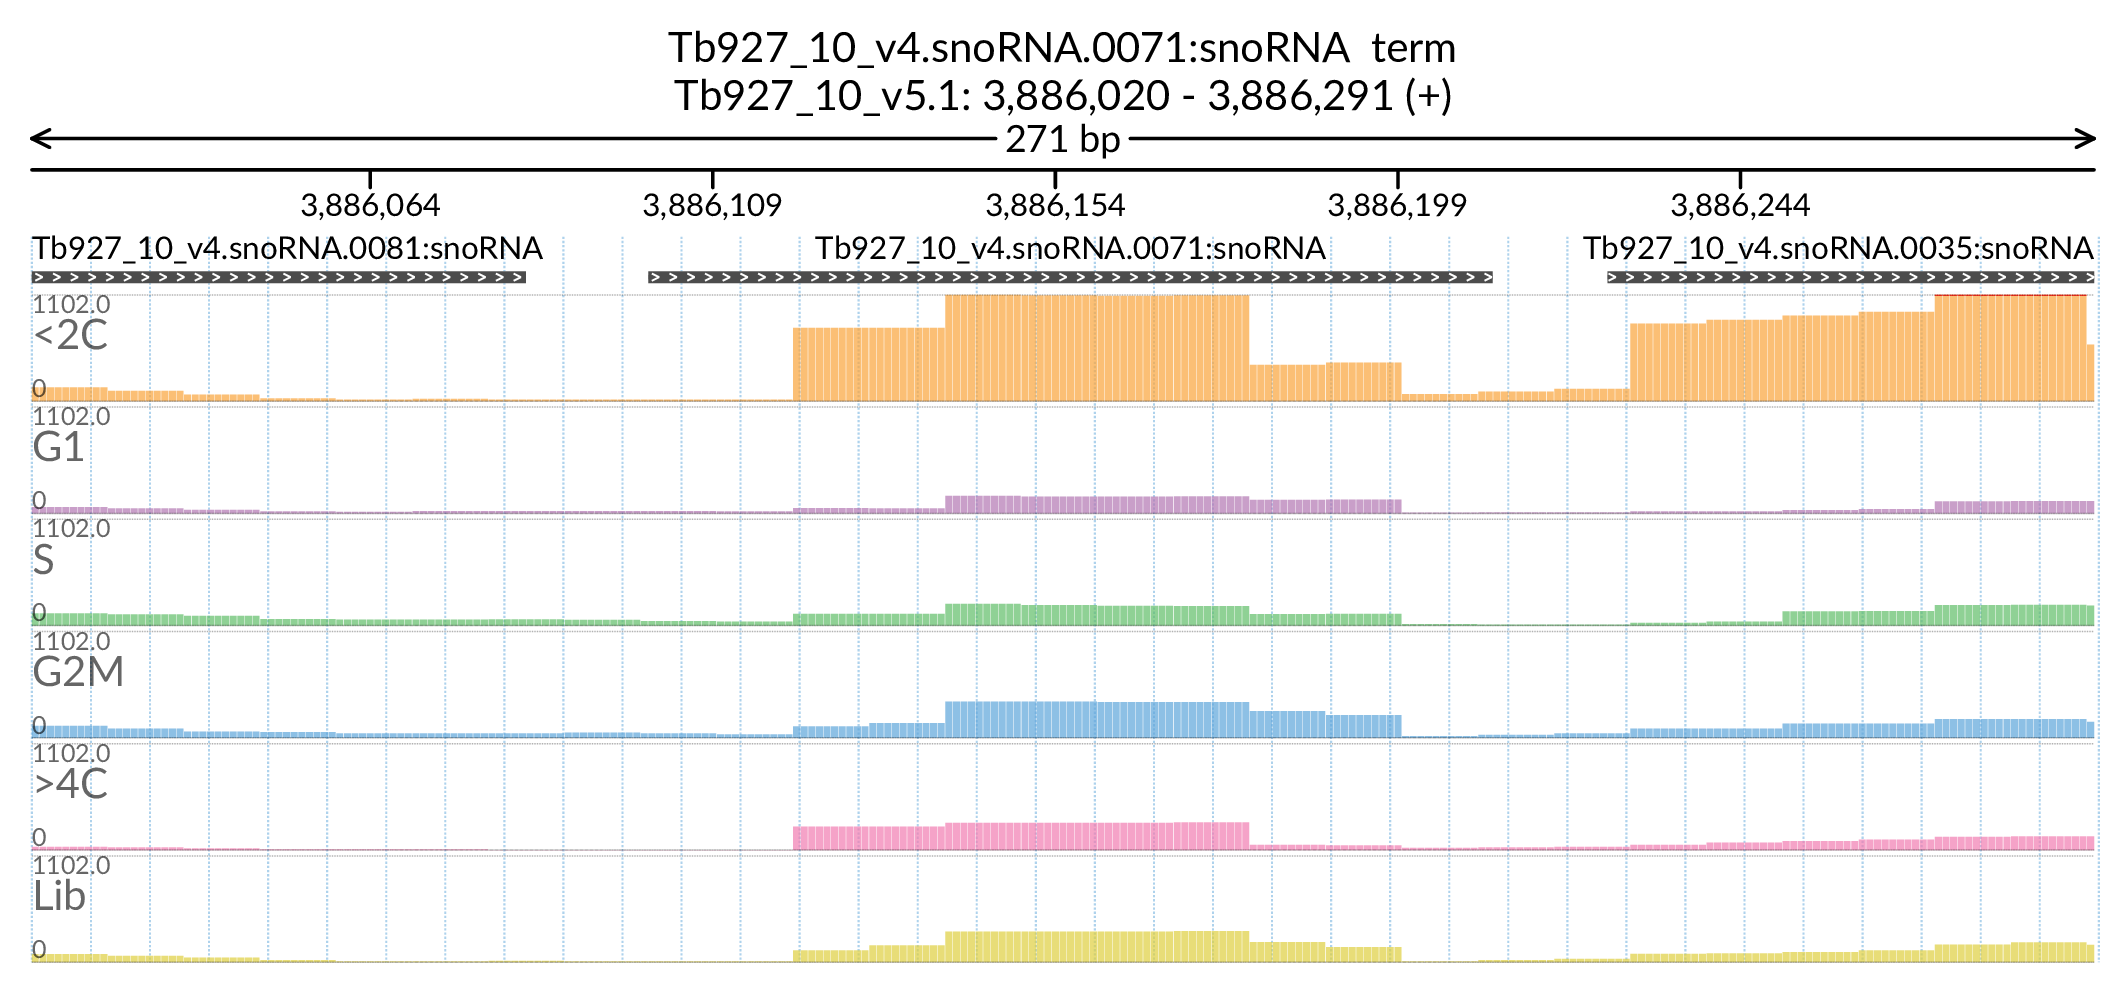 Tb927_10_v4.snoRNA.0071:snoRNA  term
Tb927_10_v5.1: 3,886,020 - 3,886,291 (+)
271 bp
3,886,064 3,886,109 3,886,154 3,886,199 3,886,244
Tb927_10_v4.snoRNA.0081:snoRNA Tb927_10_v4.snoRNA.0071:snoRNA Tb927_10_v4.snoRNA.0035:snoRNA
1102.0
<2C
0
1102.0
G1
0
1102.0
S
0
1102.0
G2M
0
1102.0
>4C
0
1102.0
Lib
0